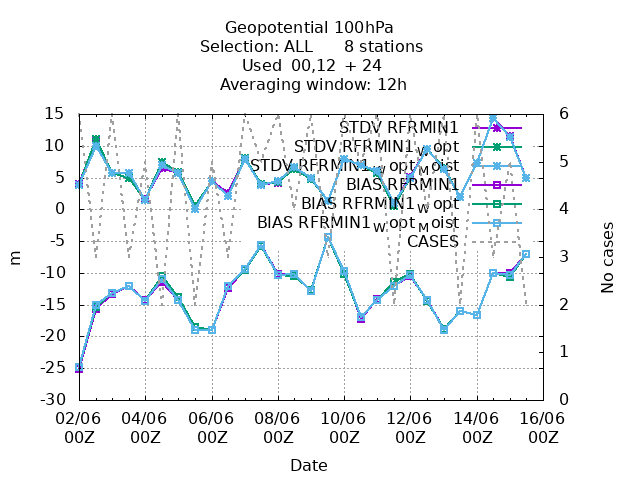 Geopotential 100hPa
Selection: ALL 8 stations
Used 00,12 + 24
Averaging window: 12h
15
10
5
0
-5
-10
-15
-20
-25
-30
m
STDV RFRMIN1
STDV RFRMIN1_W opt
STDV RFRMIN1_W opt_M oist
BIAS RFRMIN1
BIAS RFRMIN1_W opt
BIAS RFRMIN1_W opt_M oist
CASES
6
5
4
3
2
1
0
No cases
02/06 04/06 06/06 08/06 10/06 12/06 14/06 16/06
00Z 00Z 00Z 00Z 00Z 00Z 00Z 00Z
Date